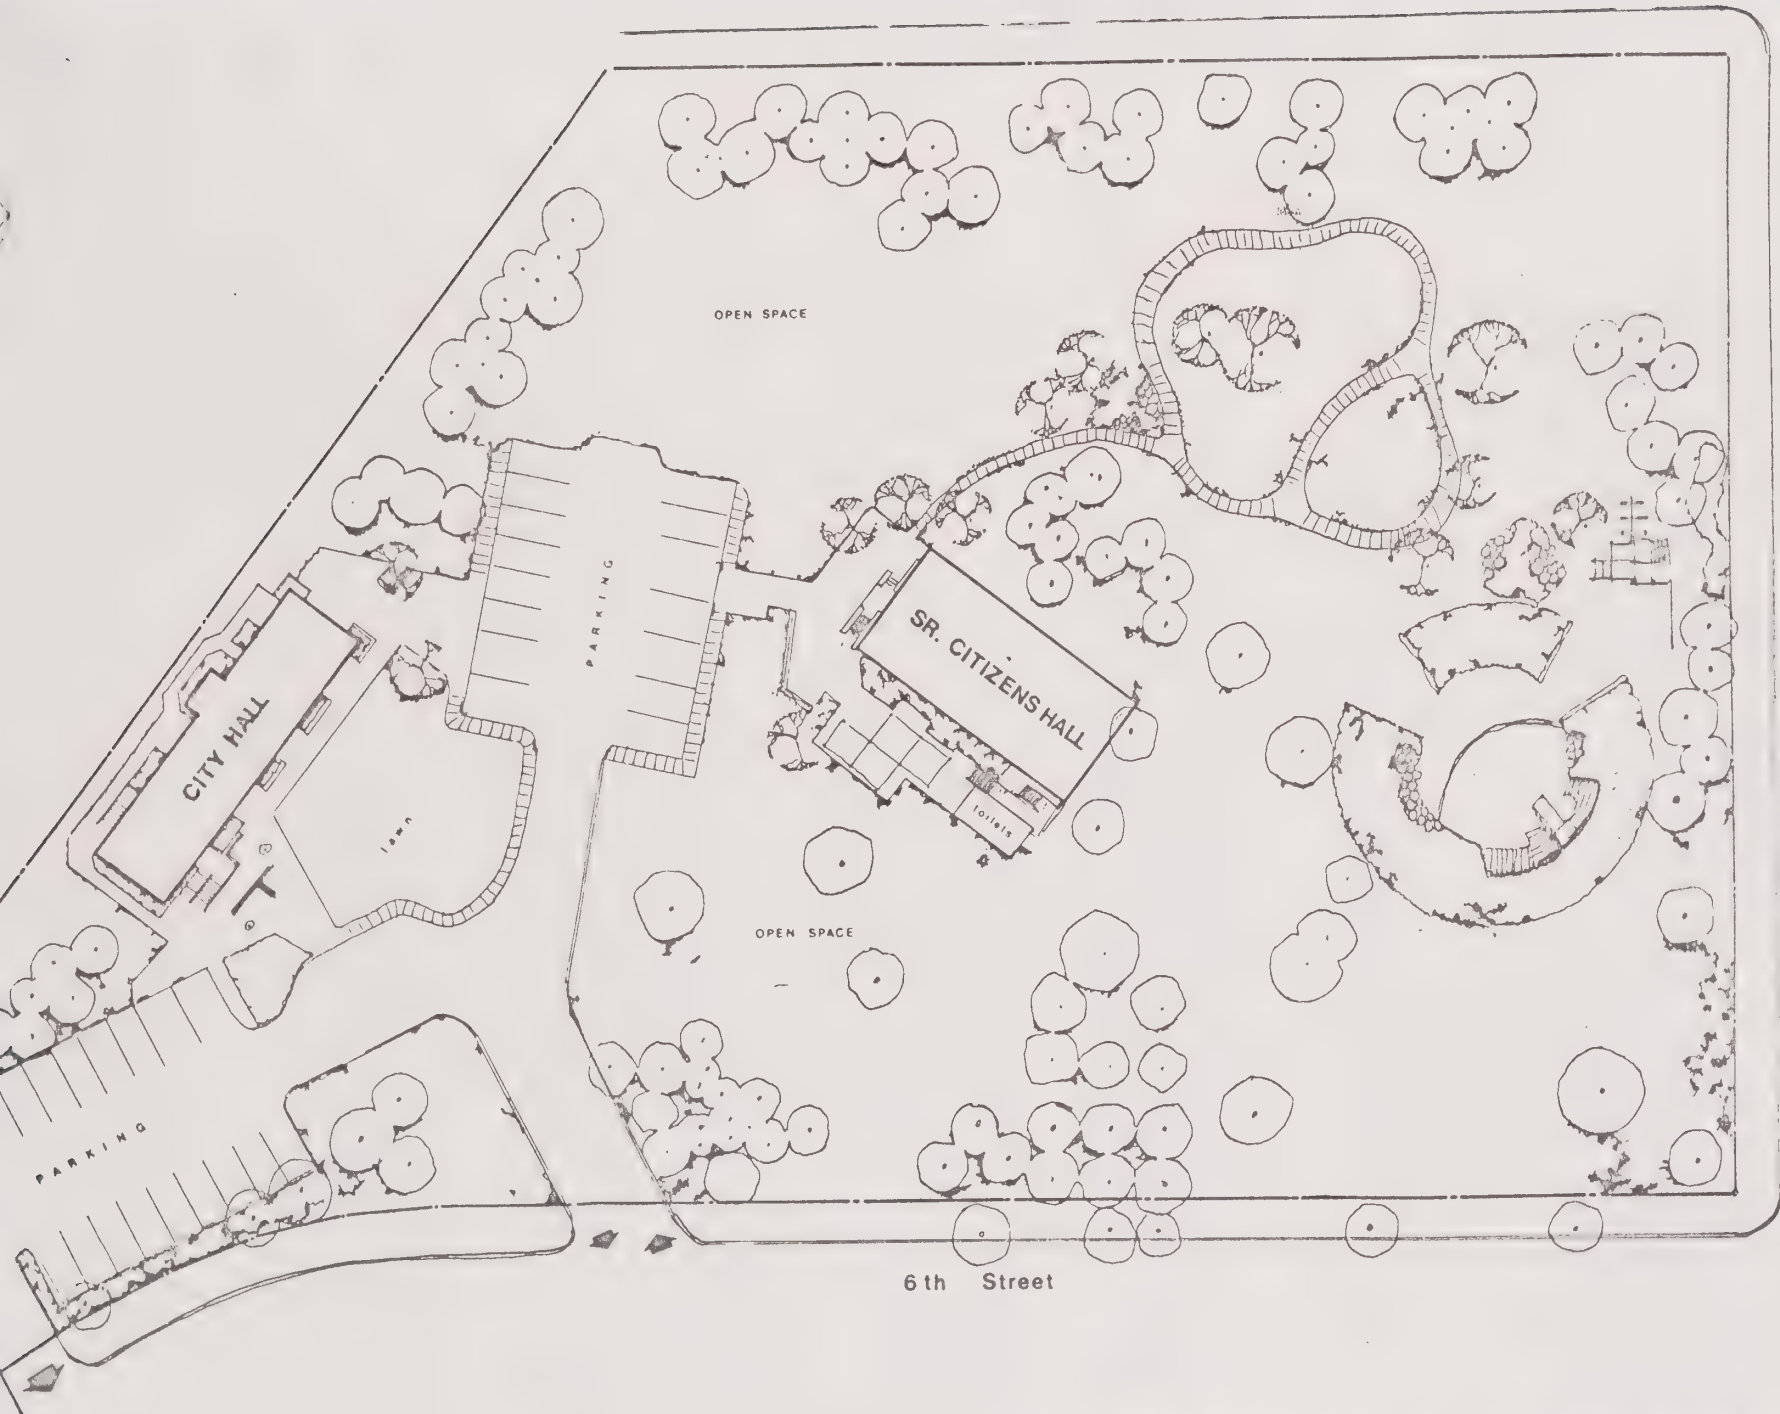 OPEN SPACE
PARKING
SR. CITIZENS HALL
CITY HALL
lawn
toilets
OPEN SPACE
PARKING
6th Street